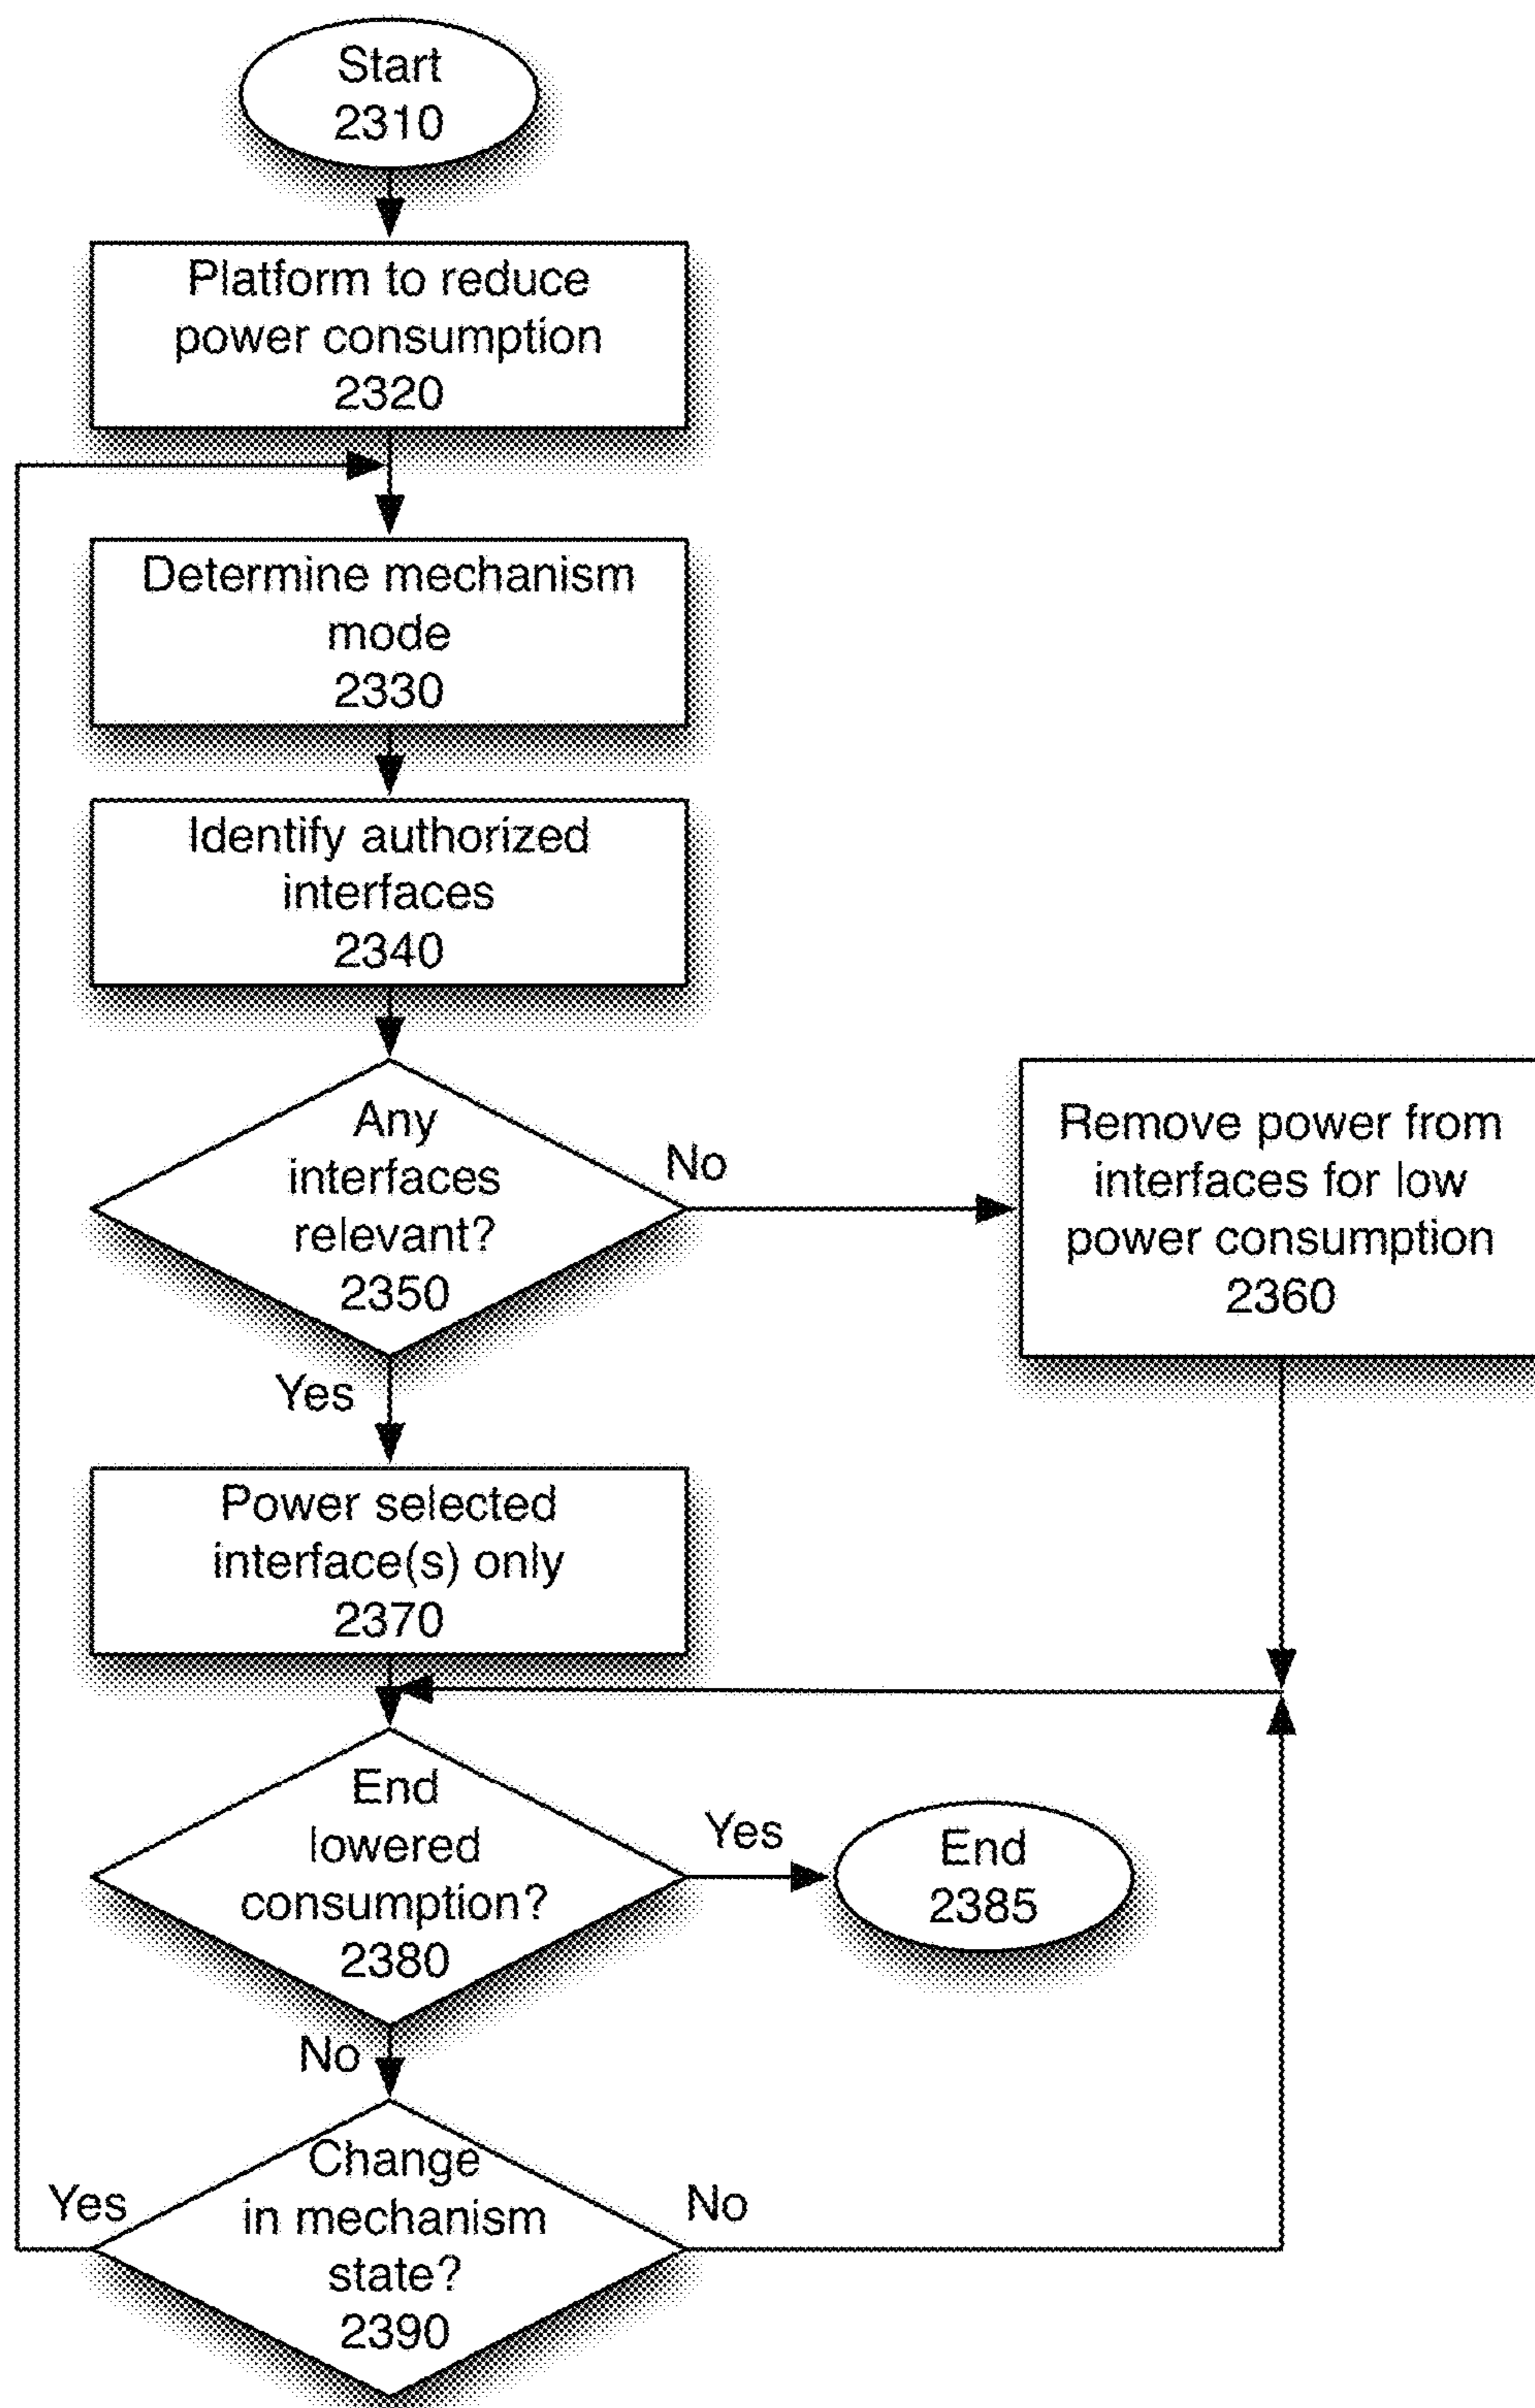 Start
2310
Platform to reduce
power consumption
2320
Determine mechanism
mode
2330
Identify authorized
interfaces
2340
Any
interfaces
relevant?
2350
No
Remove power from
interfaces for low
power consumption
2360
Yes
Power selected
interface(s) only
2370
End
lowered
consumption?
2380
Yes
End
2385
No
Change
in mechanism
state?
2390
Yes
No